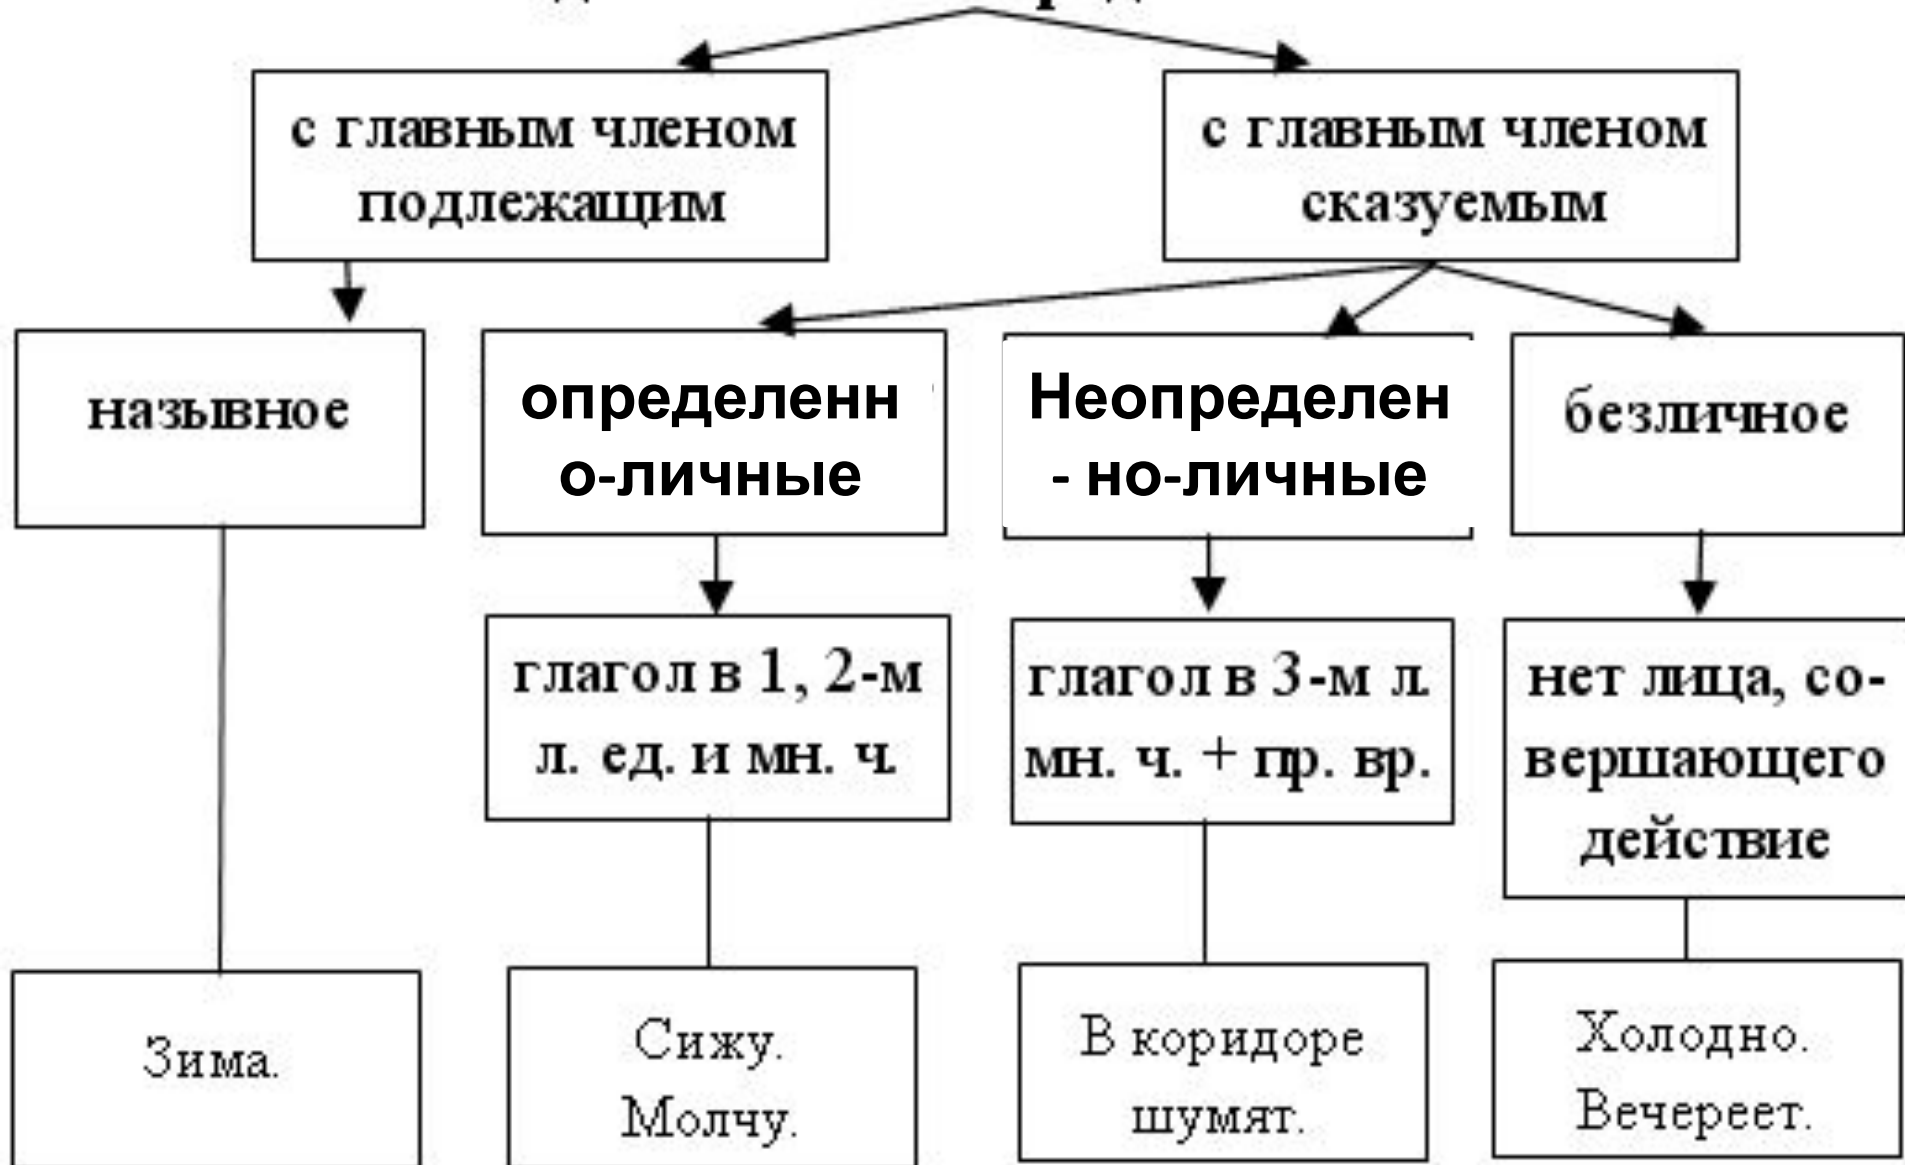 с главным членом
подлежащим
с главным членом
сказуемым
назывное
определенн
о-личные
Неопределен
- но-личные
безличное
глагол в 1, 2-м
л. ед. и мн. ч.
глагол в 3-м л.
мн. ч. + пр. вр.
нет лица, со-
вершающего
действие
Зима.
Сижу.
Молчу.
В коридоре
шумят.
Холодно.
Вечереет.